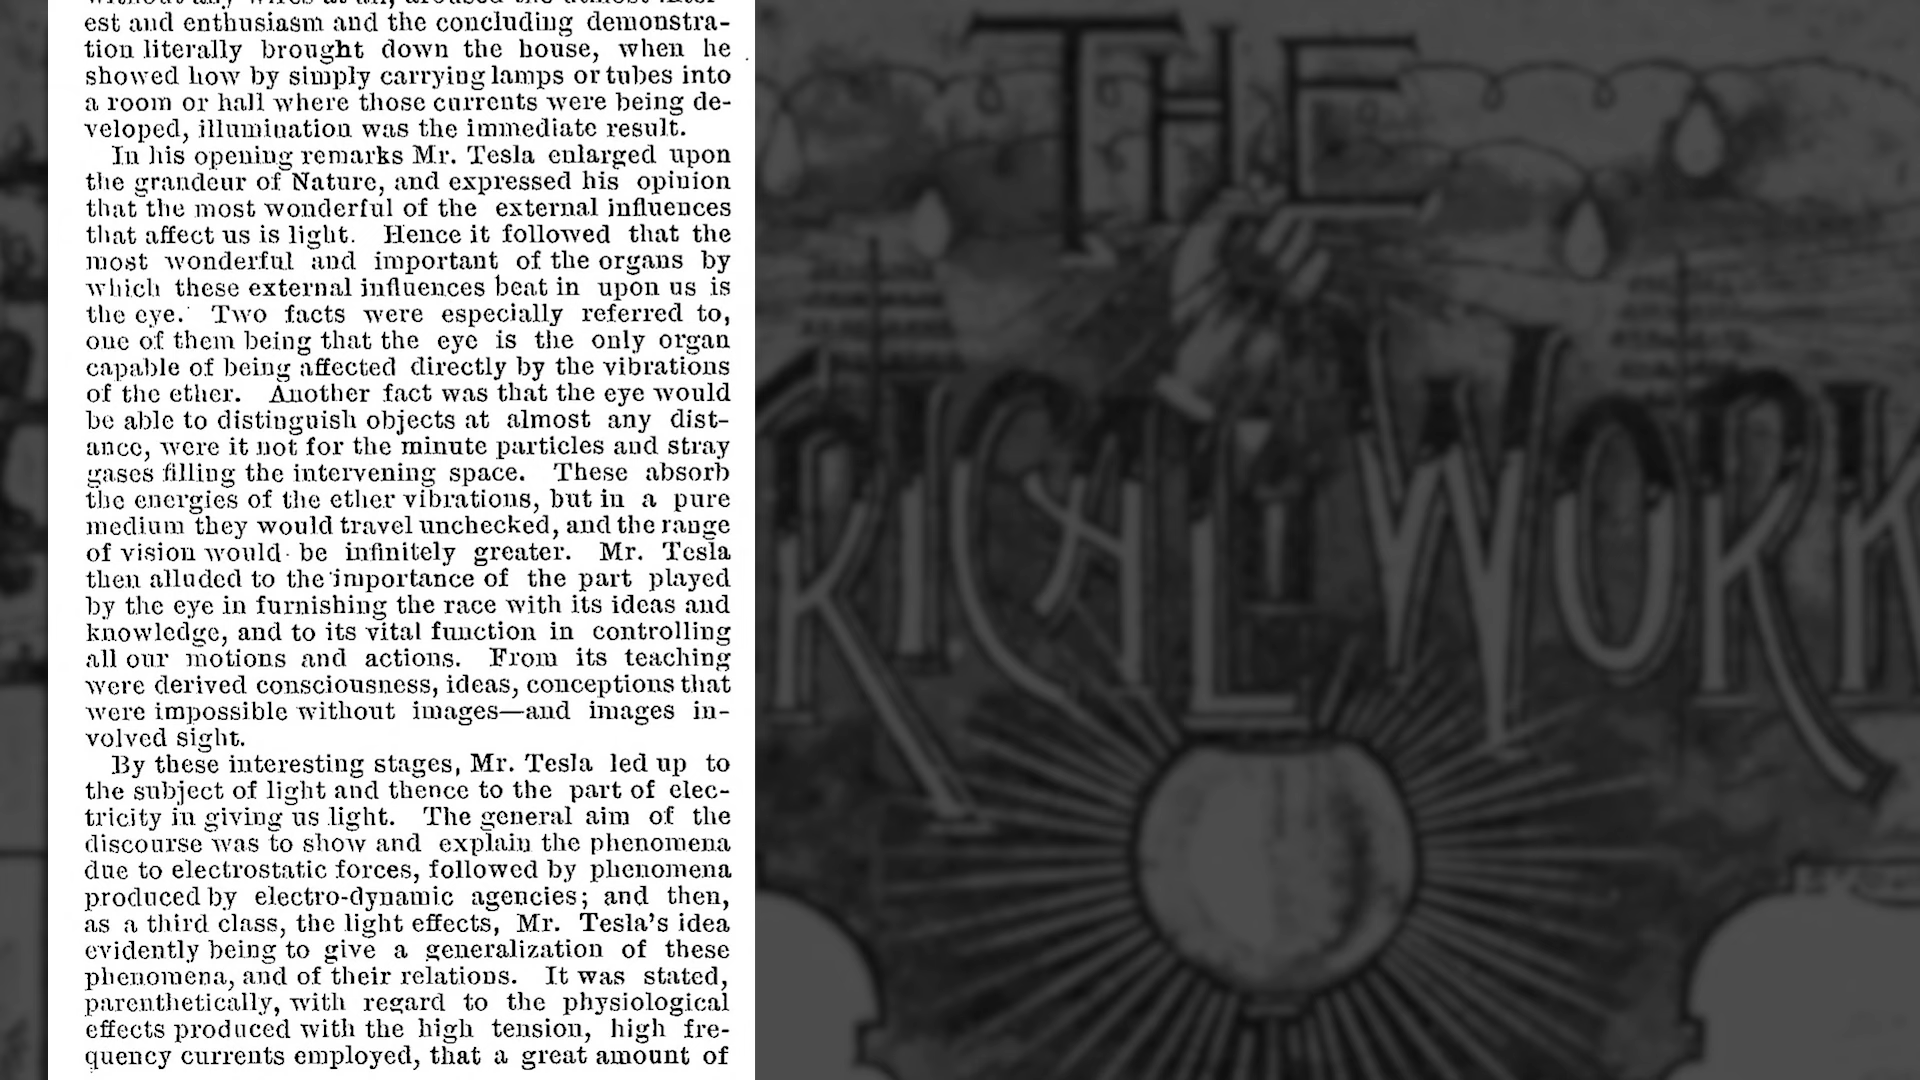 without any wires at all, aroused the utmost inter-
est and enthusiasm and the concluding demonstra-
tion literally brought down the house, when he
showed how by simply carrying lamps or tubes into
a room or hall where those currents were being de-
veloped, illumination was the immediate result.
In his opening remarks Mr. Tesla enlarged upon
the grandeur of Nature, and expressed his opinion
that the most wonderful of the external influences
that affect us is light. Hence it followed that the
most wonderful and important of the organs by
which these external influences beat in upon us is
the eye. Two facts were especially referred to,
one of them being that the eye is the only organ
capable of being affected directly by the vibrations
of the ether. Another fact was that the eye would
be able to distinguish objects at almost any dist-
ance, were it not for the minute particles and stray
gases filling the intervening space. These absorb
the energies of the ether vibrations, but in a pure
medium they would travel unchecked, and the range
of vision would be infinitely greater. Mr. Tesla
then alluded to the importance of the part played
by the eye in furnishing the race with its ideas and
knowledge, and to its vital function in controlling
all our motions and actions. From its teaching
were derived consciousness, ideas, conceptions that
were impossible without images—and images in-
volved sight.
By these interesting stages, Mr. Tesla led up to
the subject of light and thence to the part of elec-
tricity in giving us light. The general aim of the
discourse was to show and explain the phenomena
due to electrostatic forces, followed by phenomena
produced by electro-dynamic agencies; and then,
as a third class, the light effects, Mr. Tesla's idea
evidently being to give a generalization of these
phenomena, and of their relations. It was stated,
parenthetically, with regard to the physiological
effects produced with the high tension, high fre-
quency currents employed, that a great amount of
THE
RICAL WORL